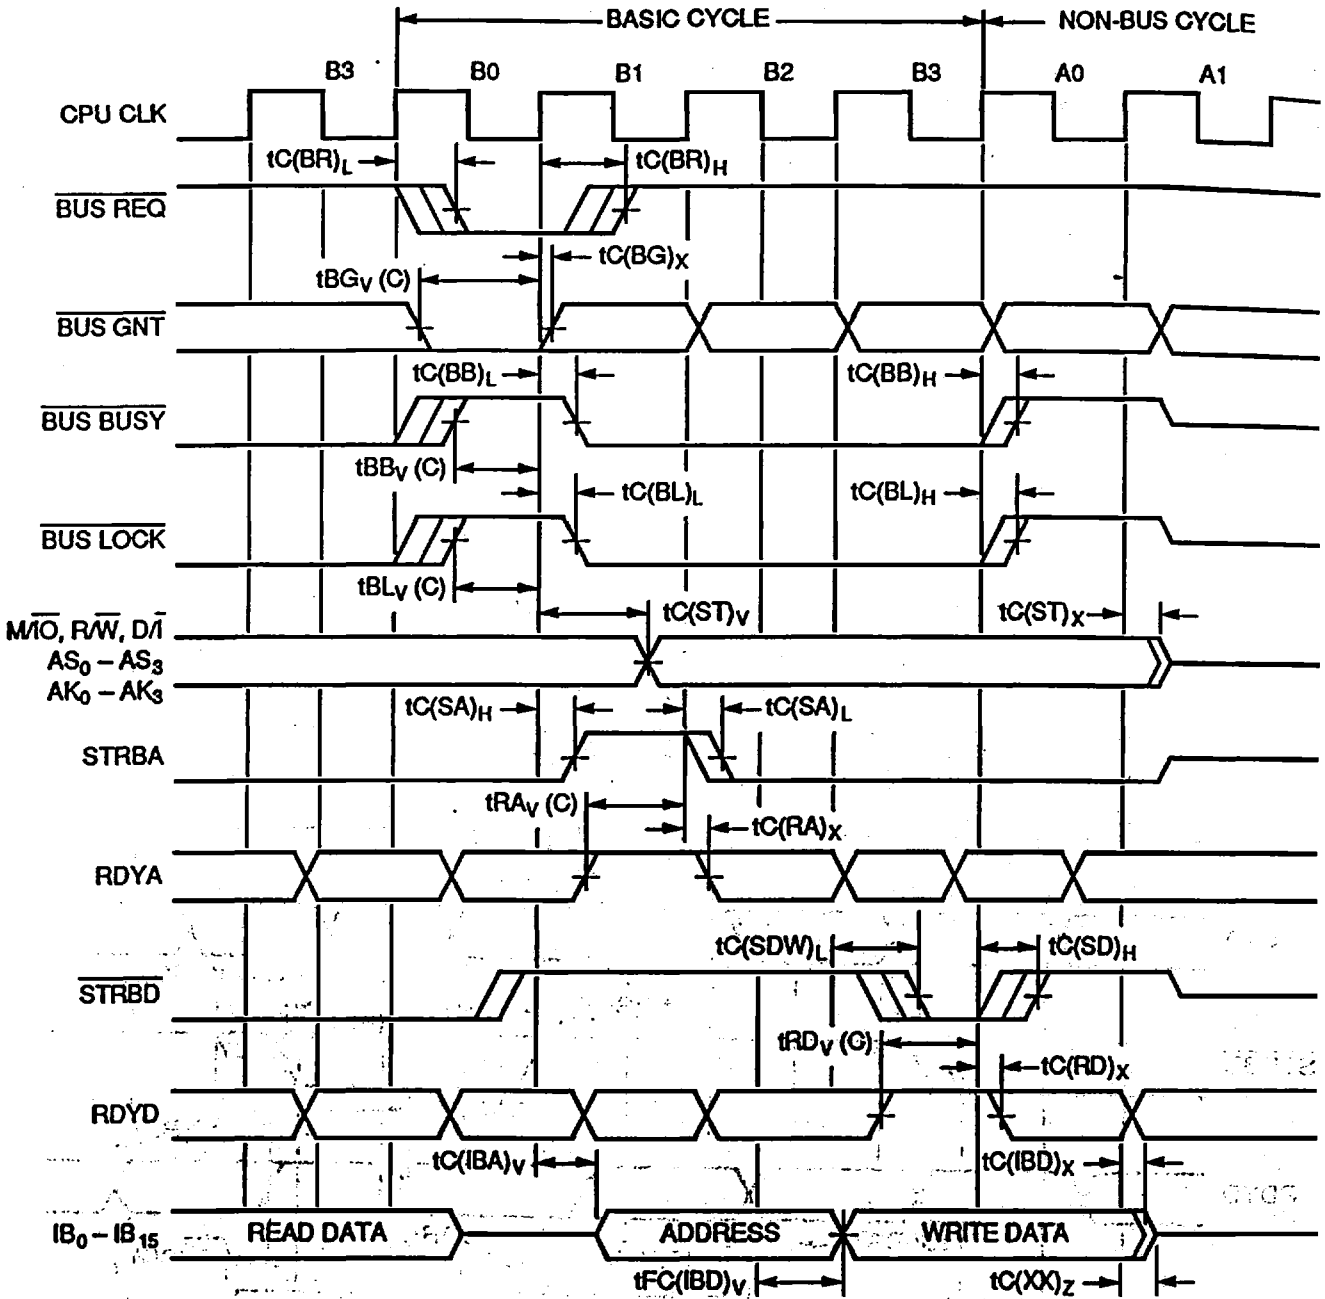 BASIC CYCLE
NON-BUS CYCLE
B3 B0 B1 B2 B3 A0 A1
CPU CLK
tC(BR)L
tC(BR)H
BUS REQ
tC(BG)X
tBGV (C)
BUS GNT
tC(BB)L
tC(BB)H
BUS BUSY
tBBV (C)
tC(BL)L
tC(BL)H
BUS LOCK
tBLV (C)
tC(ST)V
tC(ST)X
M/IO, R/W, D/I
AS0 – AS3
AK0 – AK3
tC(SA)H
tC(SA)L
STRBA
tRAV (C)
tC(RA)X
RDYA
tC(SDW)L
tC(SD)H
STRBD
tRDV (C)
tC(RD)X
RDYD
tC(IBA)V
tC(IBD)X
IB0 – IB15
READ DATA
ADDRESS
WRITE DATA
tFC(IBD)V
tC(XX)Z